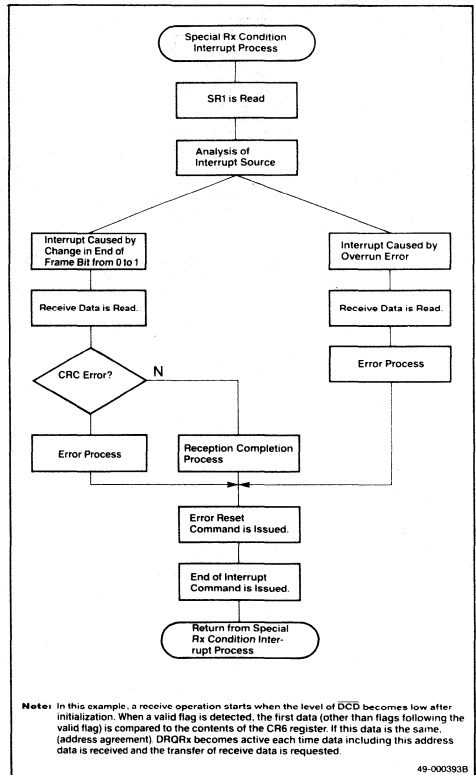 Special Rx Condition
Interrupt Process
SR1 is Read
Analysis of
Interrupt Source
Interrupt Caused by
Change in End of
Frame Bit from 0 to 1
Interrupt Caused by
Overrun Error
Receive Data is Read.
Receive Data is Read.
CRC Error?
N
Error Process
Error Process
Reception Completion
Process
Error Reset
Command is Issued.
End of Interrupt
Command is Issued.
Return from Special
Rx Condition Inter-
rupt Process
Note: In this example, a receive operation starts when the level of DCD becomes low after
initialization. When a valid flag is detected, the first data (other than flags following the
valid flag) is compared to the contents of the CR6 register. If this data is the same,
(address agreement) DRQRx becomes active each time data including this address
data is received and the transfer of receive data is requested.
49-000393B